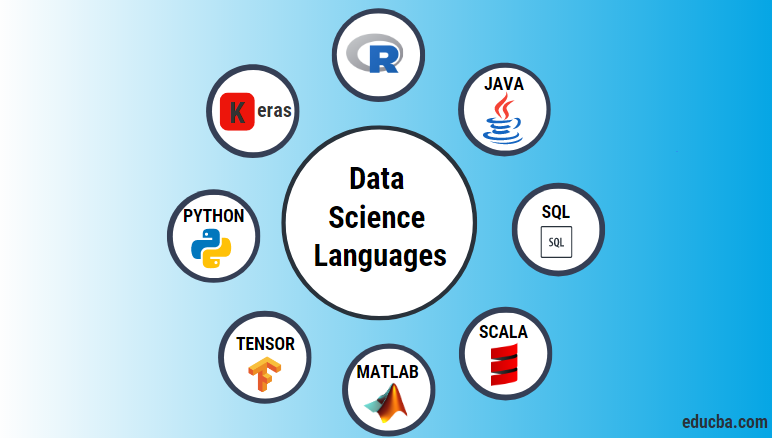 Data
Science
Languages
R
JAVA
SQL
SQL
SCALA
MATLAB
TENSOR
PYTHON
Keras
educba.com